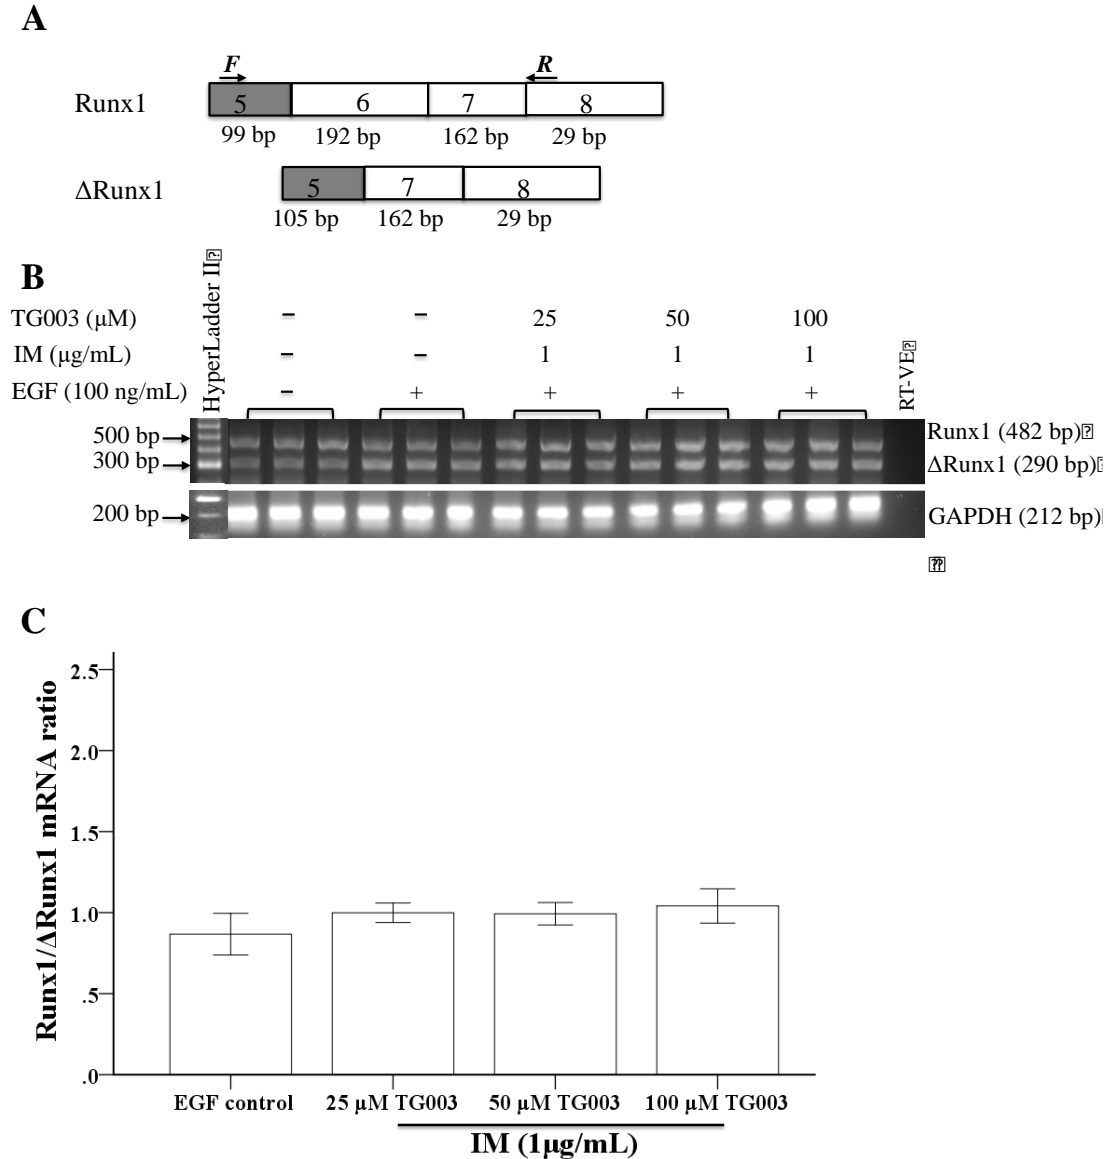 A
F R
Runx1 5 6 7 8
99 bp 192 bp 162 bp 29 bp
ΔRunx1 5 7 8
105 bp 162 bp 29 bp
B
HyperLadder II
TG003 (μM) – – 25 50 100
IM (μg/mL) – – 1 1 1
EGF (100 ng/mL) – + + + +
RT-VE
500 bp Runx1 (482 bp)
300 bp ΔRunx1 (290 bp)
200 bp GAPDH (212 bp)
C
Runx1/ΔRunx1 mRNA ratio
2.5
2.0
1.5
1.0
.5
.0
EGF control 25 μM TG003 50 μM TG003 100 μM TG003
IM (1μg/mL)